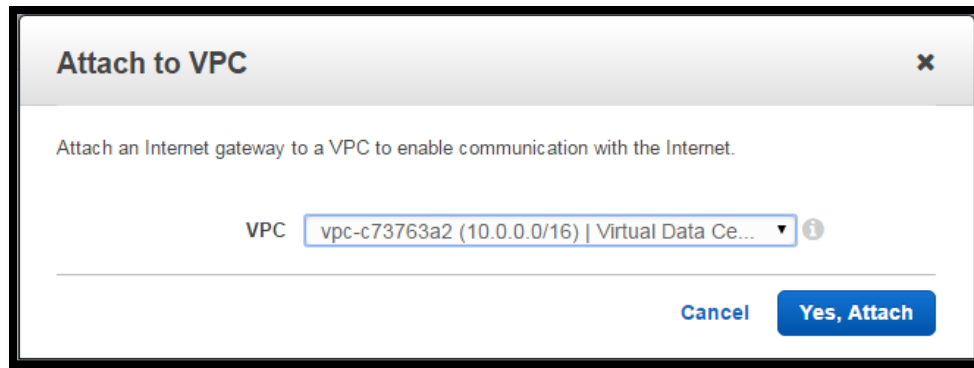 Attach to VPC
Attach an Internet gateway to a VPC to enable communication with the Internet.
VPC vpc-c73763a2 (10.0.0.0/16) | Virtual Data Ce...
Cancel Yes, Attach